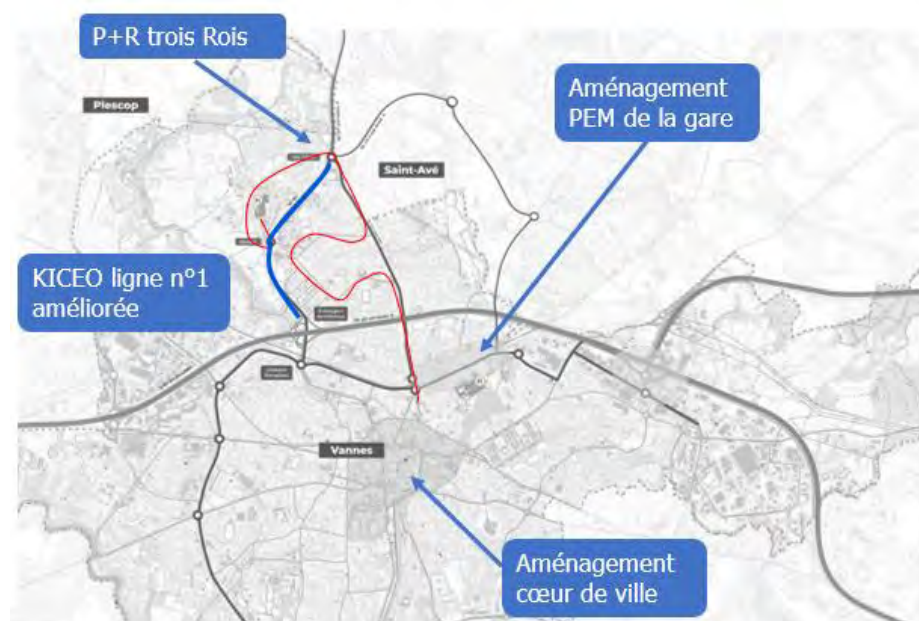 P+R trois Rois
Aménagement
PEM de la gare
Plescop
Saint-Avé
KICEO ligne n°1
améliorée
Vannes
Aménagement
cœur de ville